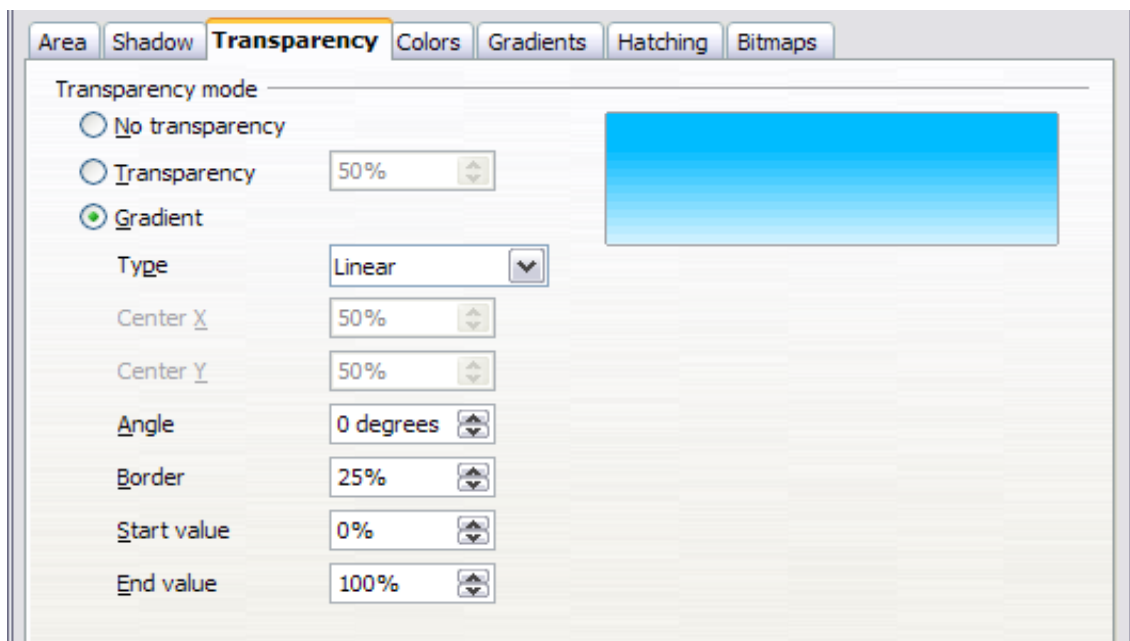 Area Shadow Transparency Colors Gradients Hatching Bitmaps
Transparency mode
No transparency
Transparency 50%
Gradient
Type Linear
Center X 50%
Center Y 50%
Angle 0 degrees
Border 25%
Start value 0%
End value 100%